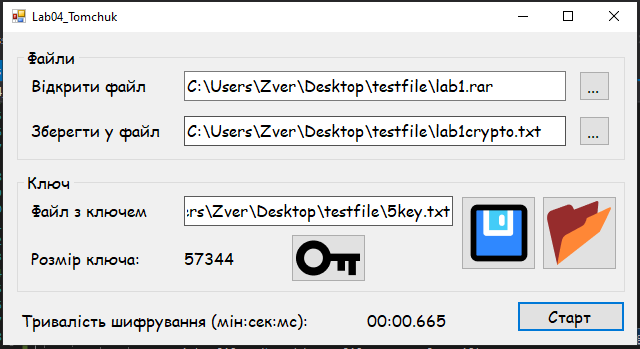 Lab04_Tomchuk
Файли
Відкрити файл C:\Users\Zver\Desktop\testfile\lab1.rar ...
Зберегти у файл C:\Users\Zver\Desktop\testfile\lab1crypto.txt ...
Ключ
Файл з ключем :rs\Zver\Desktop\testfile\5key.txt
Розмір ключа: 57344
Тривалість шифрування (мін:сек:мс): 00:00.665 Старт